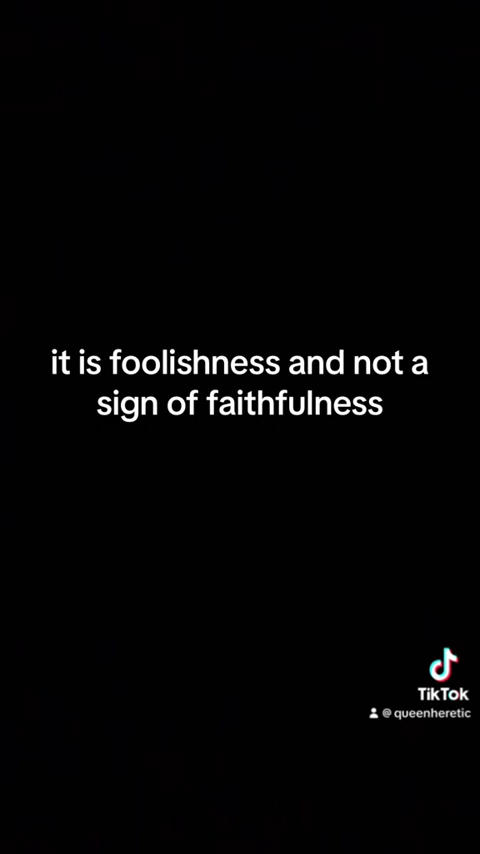 it is foolishness and not a
sign of faithfulness
TikTok
@ queenheretic